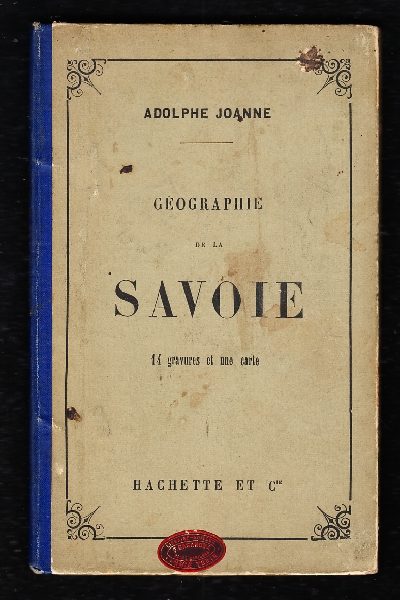 ADOLPHE JOANNE
GÉOGRAPHIE
DE LA
SAVOIE
14 gravures et une carte
HACHETTE ET Cie